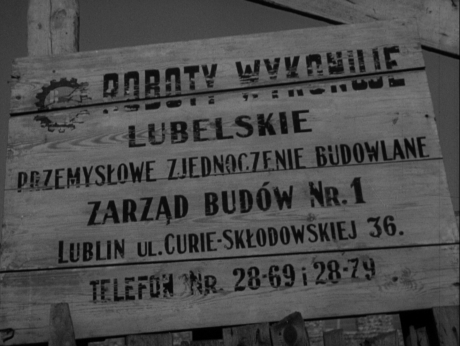 ROBOTY WYKONUJE
LUBELSKIE
PRZEMYSŁOWE ZJEDNOCZENIE BUDOWLANE
ZARZĄD BUDÓW NR. 1
LUBLIN UL. CURIE-SKŁODOWSKIEJ 36.
TELEFON NR. 28-69 i 28-79.